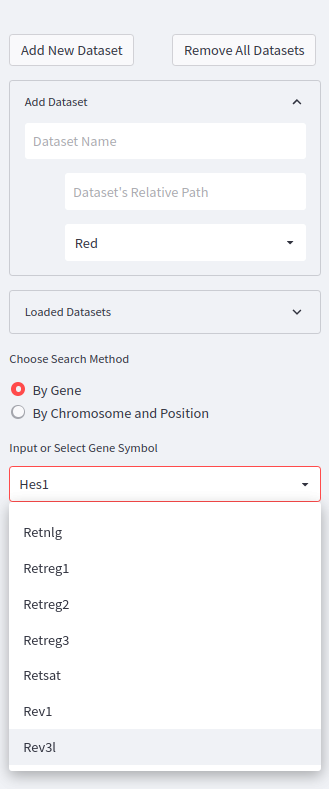 Add New Dataset
Remove All Datasets
Add Dataset
Dataset Name
Dataset's Relative Path
Red
Loaded Datasets
Choose Search Method
By Gene
By Chromosome and Position
Input or Select Gene Symbol
Hes1
Retnlg
Retreg1
Retreg2
Retreg3
Retsat
Rev1
Rev3l